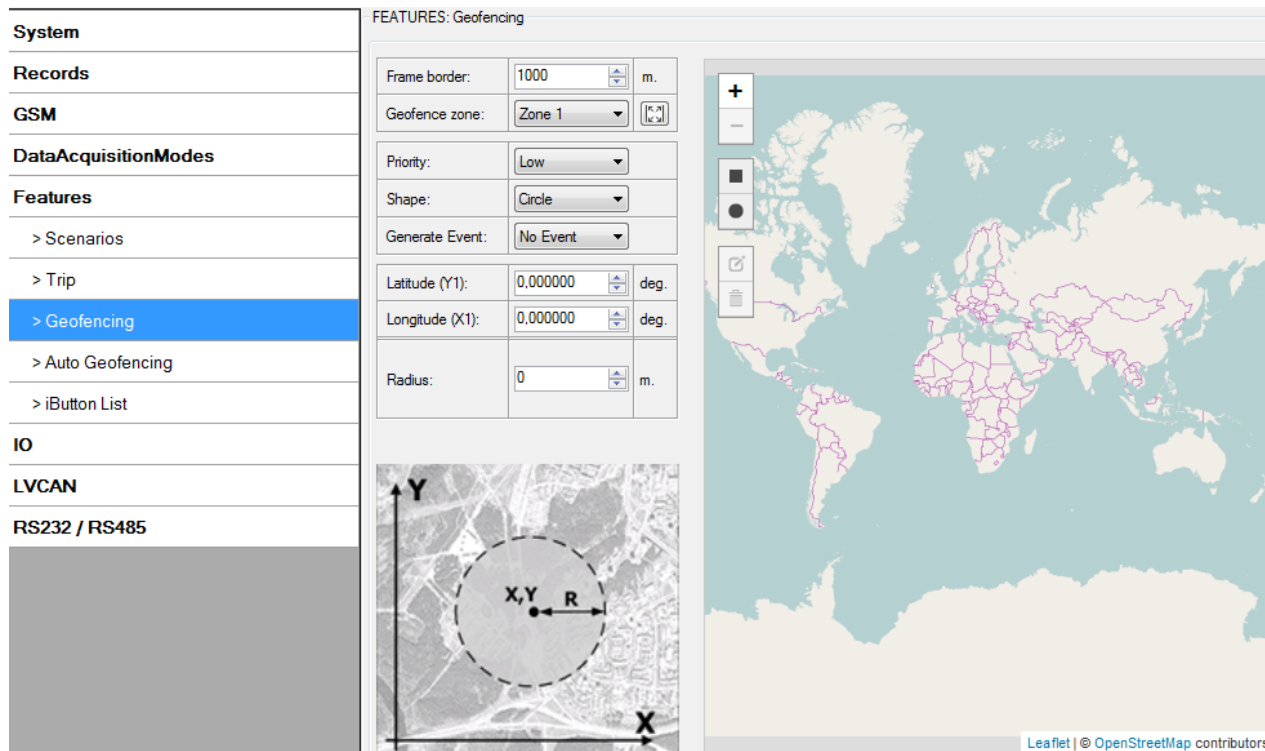 System
Records
GSM
DataAcquisitionModes
Features
> Scenarios
> Trip
> Geofencing
> Auto Geofencing
> iButton List
IO
LVCAN
RS232 / RS485
FEATURES: Geofencing
Frame border: 1000 m.
Geofence zone: Zone 1
Priority: Low
Shape: Circle
Generate Event: No Event
Latitude (Y1): 0,000000 deg.
Longitude (X1): 0,000000 deg.
Radius: 0 m.
Y
X,Y R
X
+
−
Leaflet | © OpenStreetMap contributors